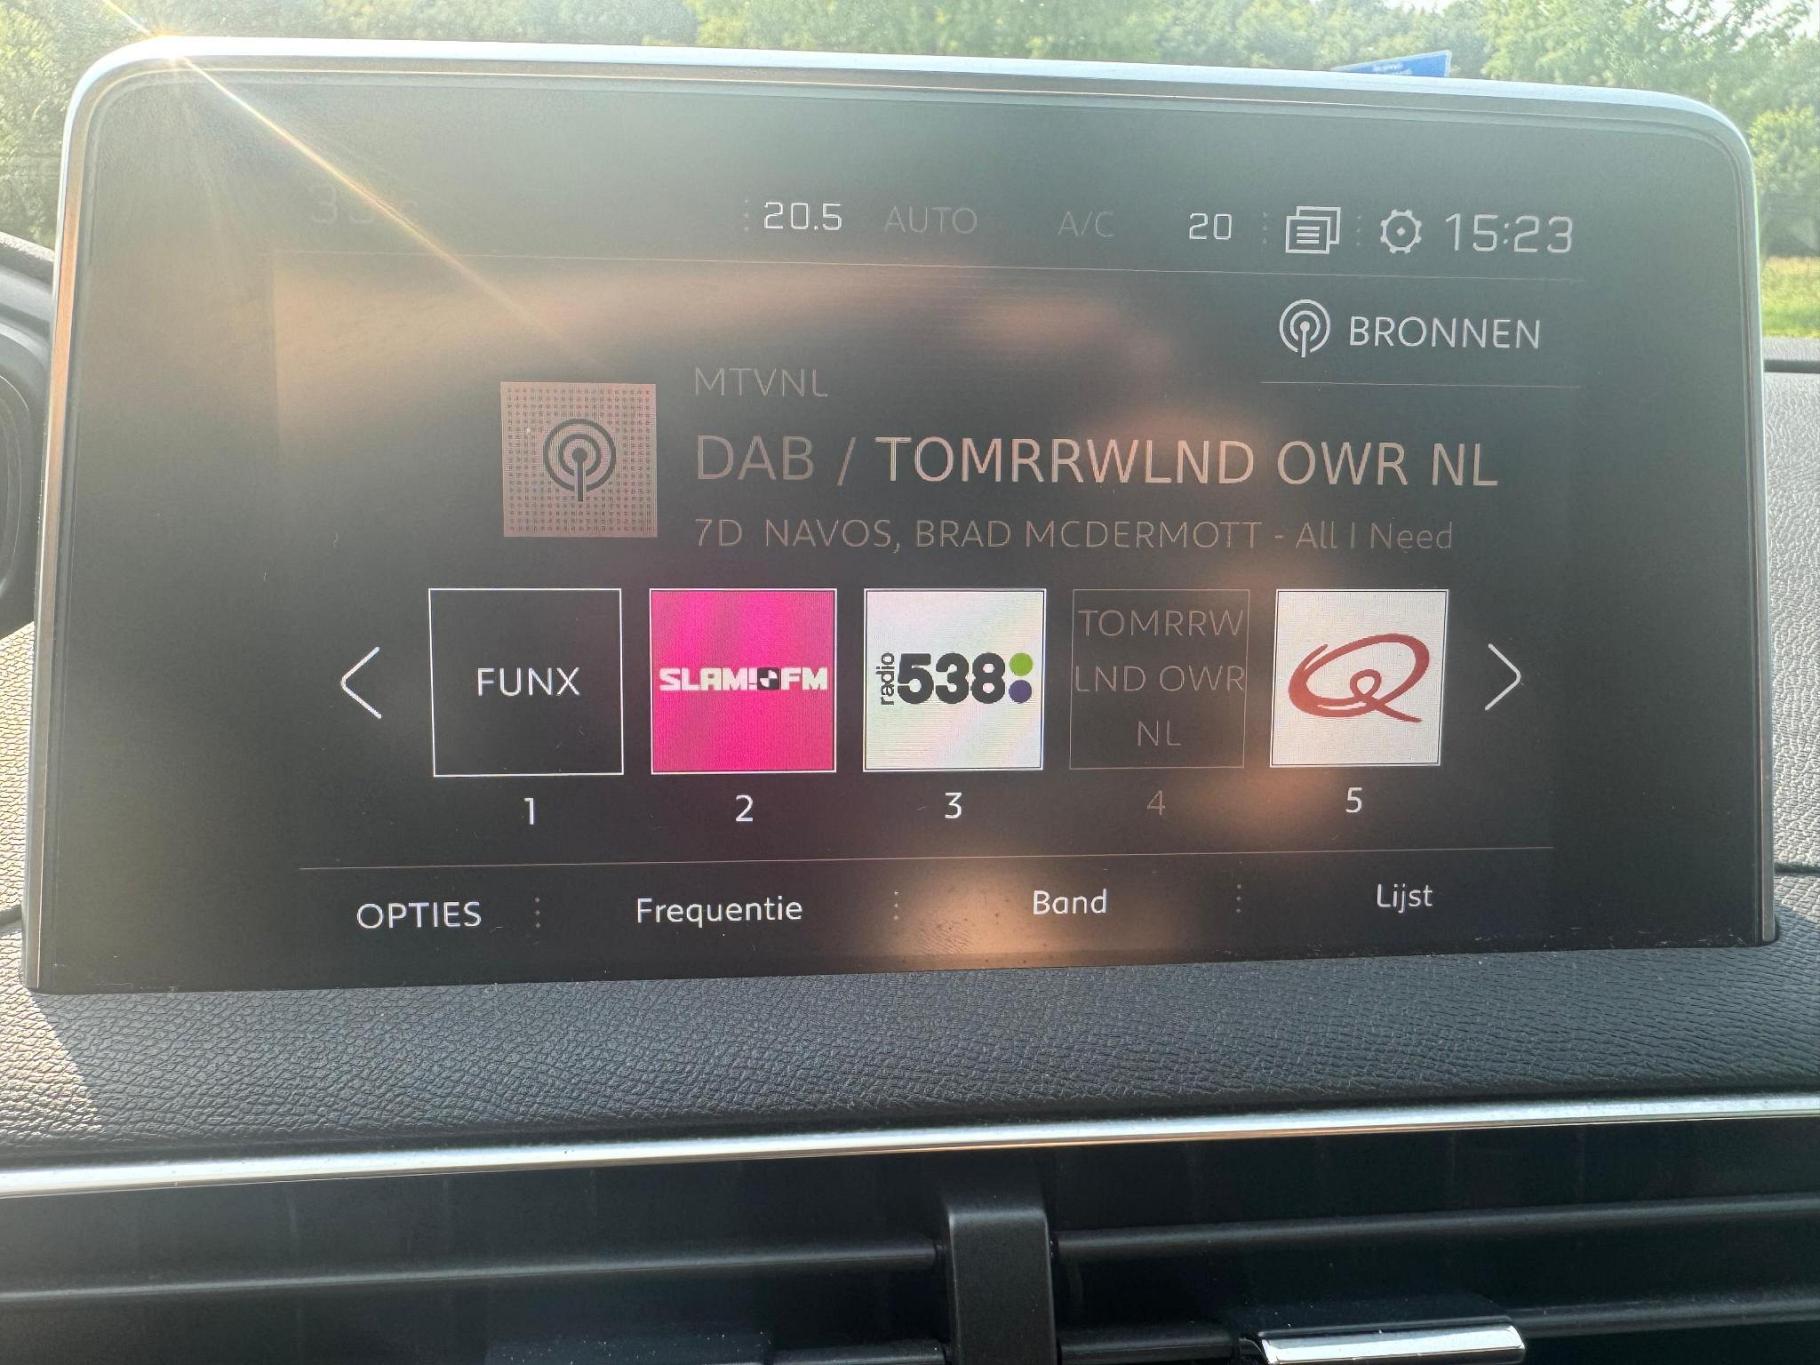 20.5 AUTO A/C 20 15:23
BRONNEN
MTVNL
DAB / TOMRRWLND OWR NL
7D NAVOS, BRAD MCDERMOTT - All I Need
FUNX
SLAM! FM
radio 538
TOMRRW
LND OWR
NL
Q
1 2 3 4 5
OPTIES Frequentie Band Lijst